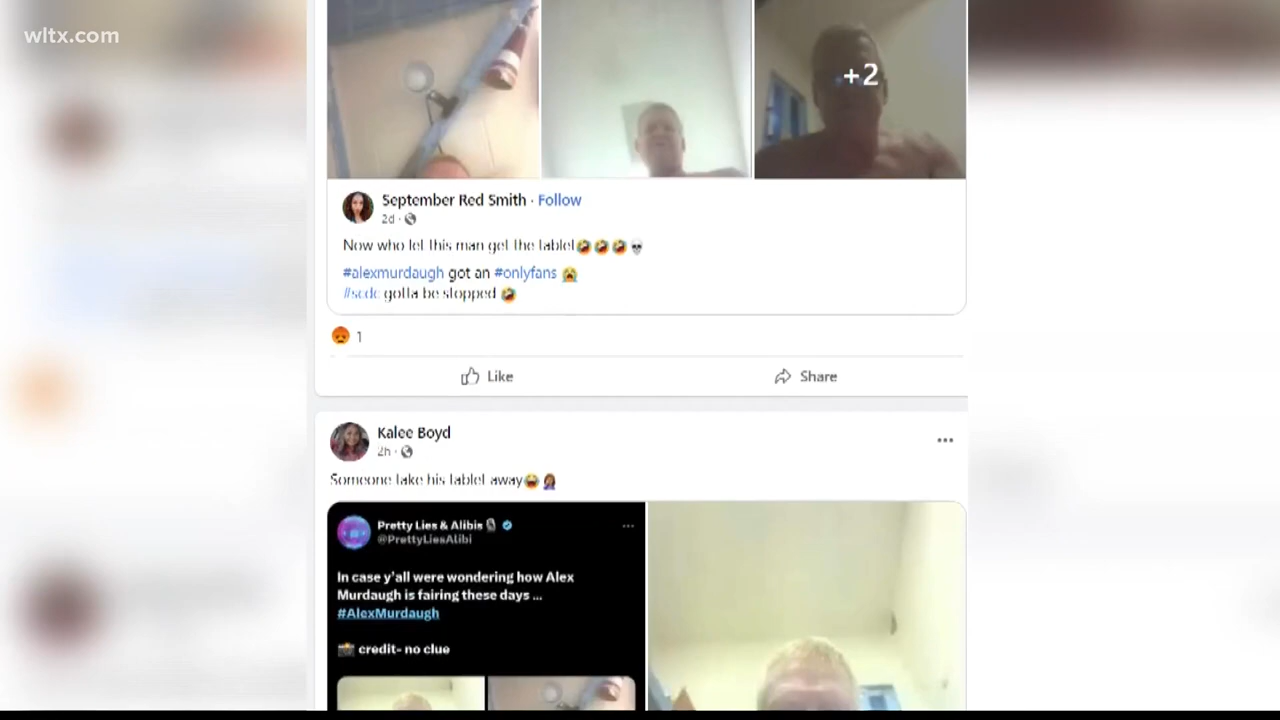 wltx.com
+2
September Red Smith · Follow
2d ·
Now who let this man get the tablet🤣🤣🤣💀
#alexmurdaugh got an #onlyfans 😭
#scdc gotta be stopped 🤣
1
Like
Share
Kalee Boyd
2h ·
Someone take his tablet away
Pretty Lies & Alibis
@PrettyLiesAlibi
In case y'all were wondering how Alex
Murdaugh is fairing these days ...
#AlexMurdaugh
📸 credit- no clue